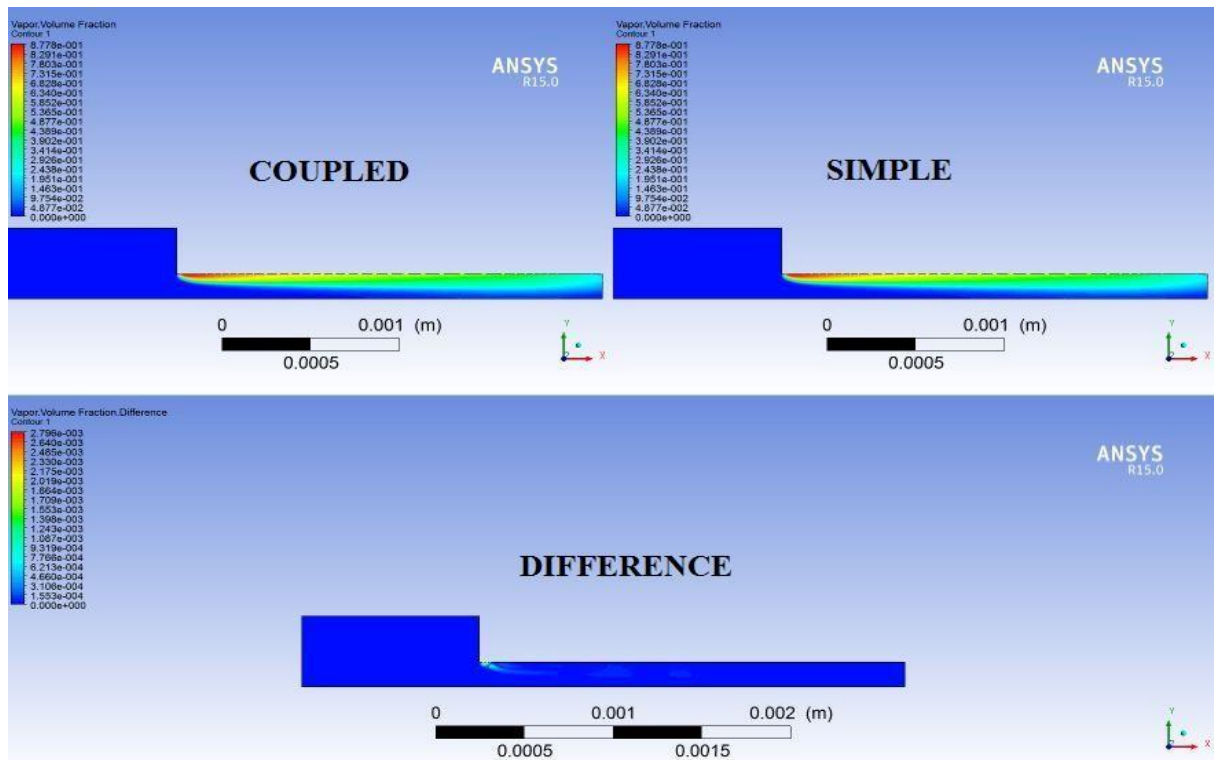 Vapor.Volume Fraction
Contour 1
8.778e-001
8.291e-001
7.803e-001
7.315e-001
6.828e-001
6.340e-001
5.852e-001
5.365e-001
4.877e-001
4.389e-001
3.902e-001
3.414e-001
2.926e-001
2.438e-001
1.951e-001
1.463e-001
9.754e-002
4.877e-002
0.000e+000
ANSYS
R15.0
COUPLED
0 0.001 (m)
0.0005
Y
X
Vapor.Volume Fraction
Contour 1
8.778e-001
8.291e-001
7.803e-001
7.315e-001
6.828e-001
6.340e-001
5.852e-001
5.365e-001
4.877e-001
4.389e-001
3.902e-001
3.414e-001
2.926e-001
2.438e-001
1.951e-001
1.463e-001
9.754e-002
4.877e-002
0.000e+000
ANSYS
R15.0
SIMPLE
0 0.001 (m)
0.0005
Y
X
Vapor.Volume Fraction.Difference
Contour 1
2.796e-003
2.640e-003
2.485e-003
2.330e-003
2.175e-003
2.019e-003
1.864e-003
1.709e-003
1.553e-003
1.398e-003
1.243e-003
1.087e-003
9.319e-004
7.766e-004
6.213e-004
4.660e-004
3.106e-004
1.553e-004
0.000e+000
ANSYS
R15.0
DIFFERENCE
0 0.001 0.002 (m)
0.0005 0.0015
Y
X